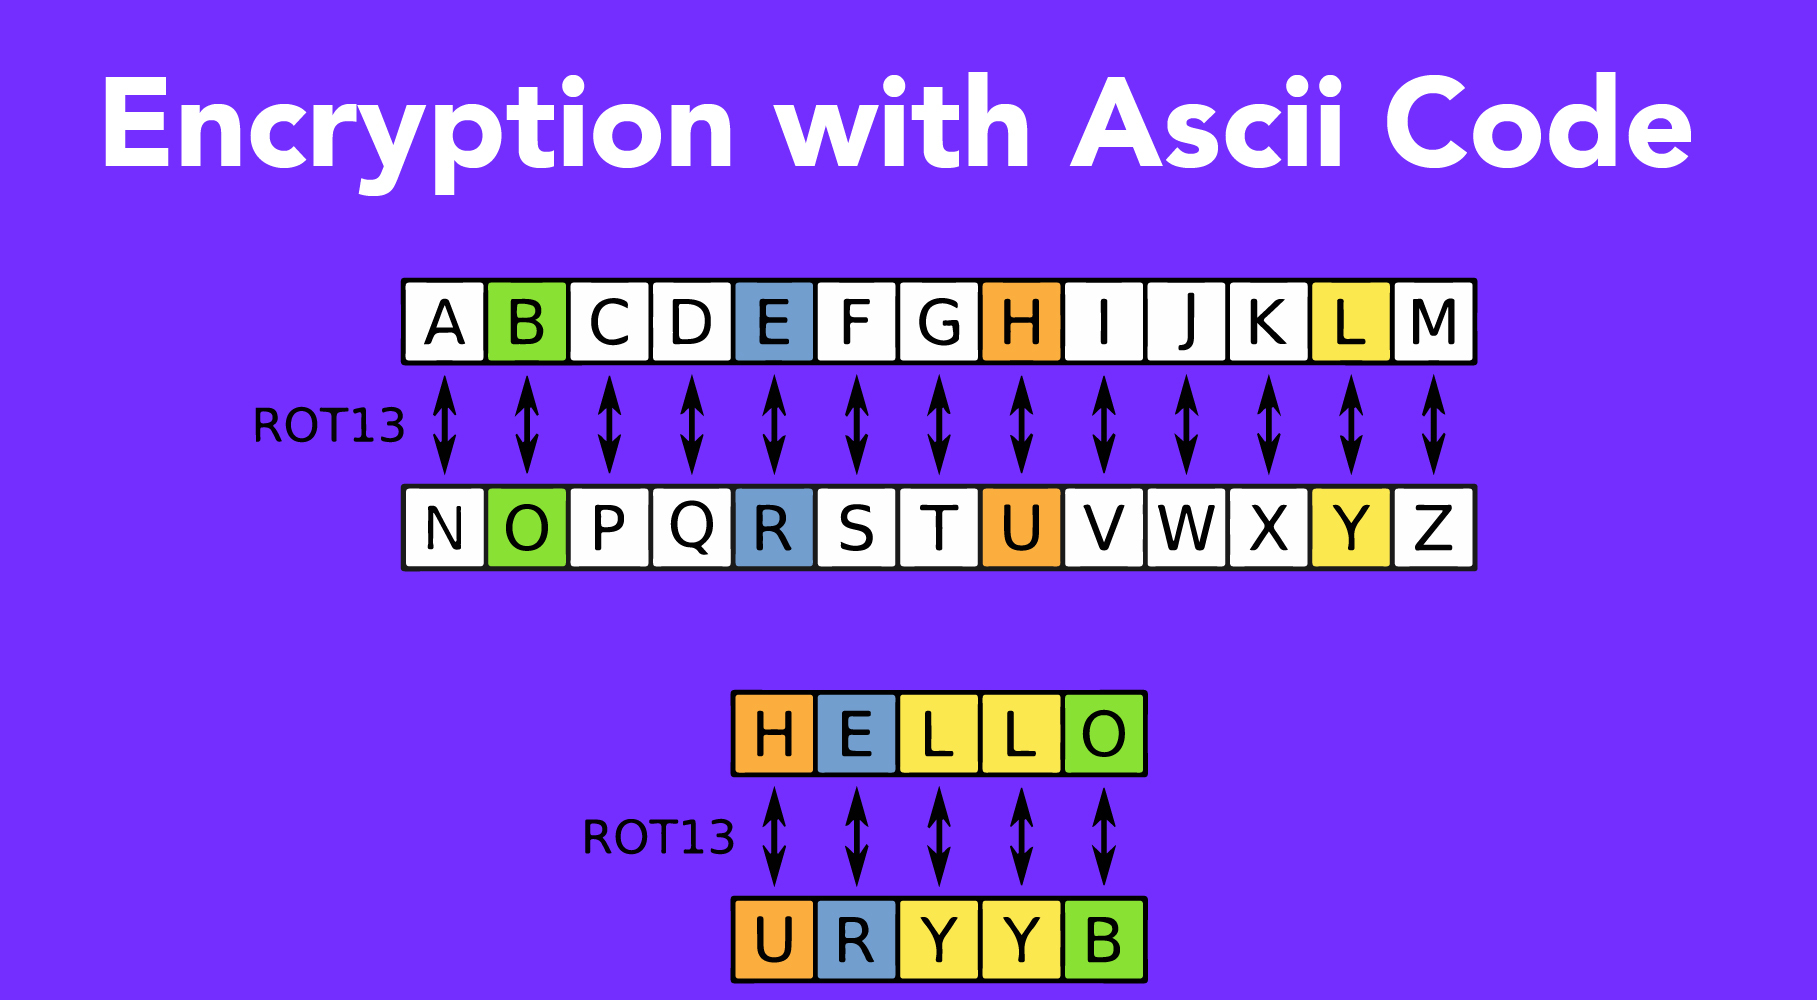 Encryption with Ascii Code
A B C D E F G H I J K L M
ROT13
N O P Q R S T U V W X Y Z
H E L L O
ROT13
U R Y Y B